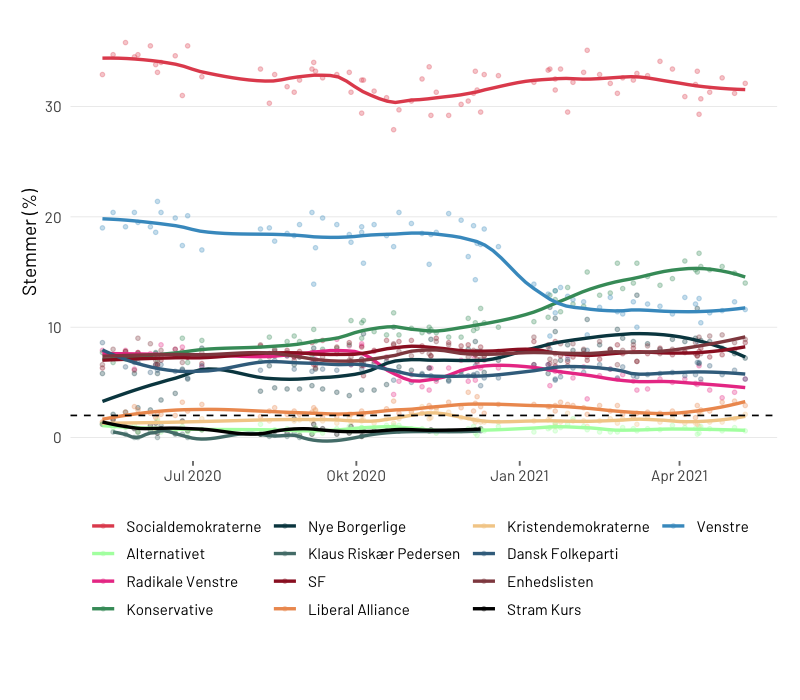 Stemmer (%)
30
20
10
0
Jul 2020
Okt 2020
Jan 2021
Apr 2021
Socialdemokraterne
Nye Borgerlige
Kristendemokraterne
Venstre
Alternativet
Klaus Riskær Pedersen
Dansk Folkeparti
Radikale Venstre
SF
Enhedslisten
Konservative
Liberal Alliance
Stram Kurs